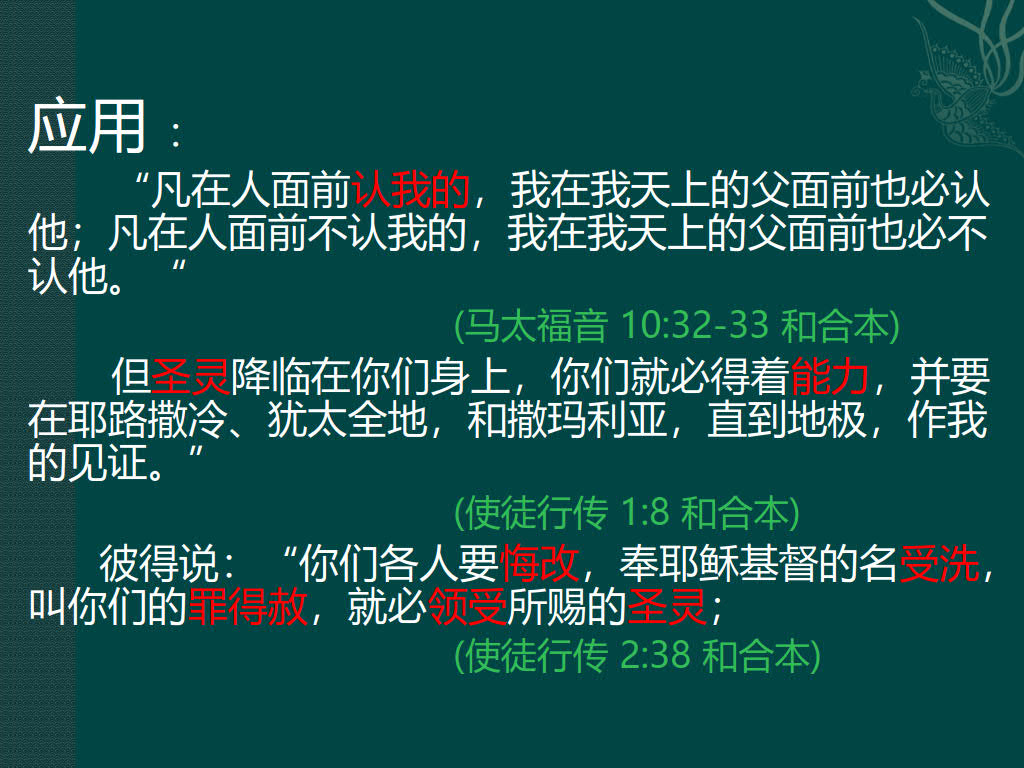 应用：
“凡在人面前认我的，我在我天上的父面前也必认
他；凡在人面前不认我的，我在我天上的父面前也必不
认他。 “
(马太福音 10:32-33 和合本)
但圣灵降临在你们身上，你们就必得着能力，并要
在耶路撒冷、犹太全地，和撒玛利亚，直到地极，作我
的见证。”
(使徒行传 1:8 和合本)
彼得说： “你们各人要悔改，奉耶稣基督的名受洗，
叫你们的罪得赦，就必领受所赐的圣灵；
(使徒行传 2:38 和合本)